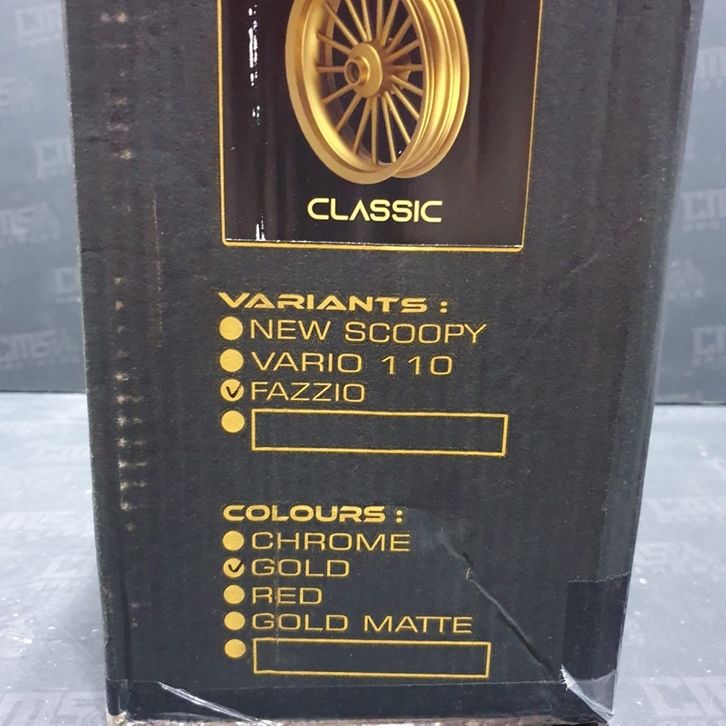 CLASSIC
VARIANTS :
NEW SCOOPY
VARIO 110
FAZZIO
COLOURS :
CHROME
GOLD
RED
GOLD MATTE